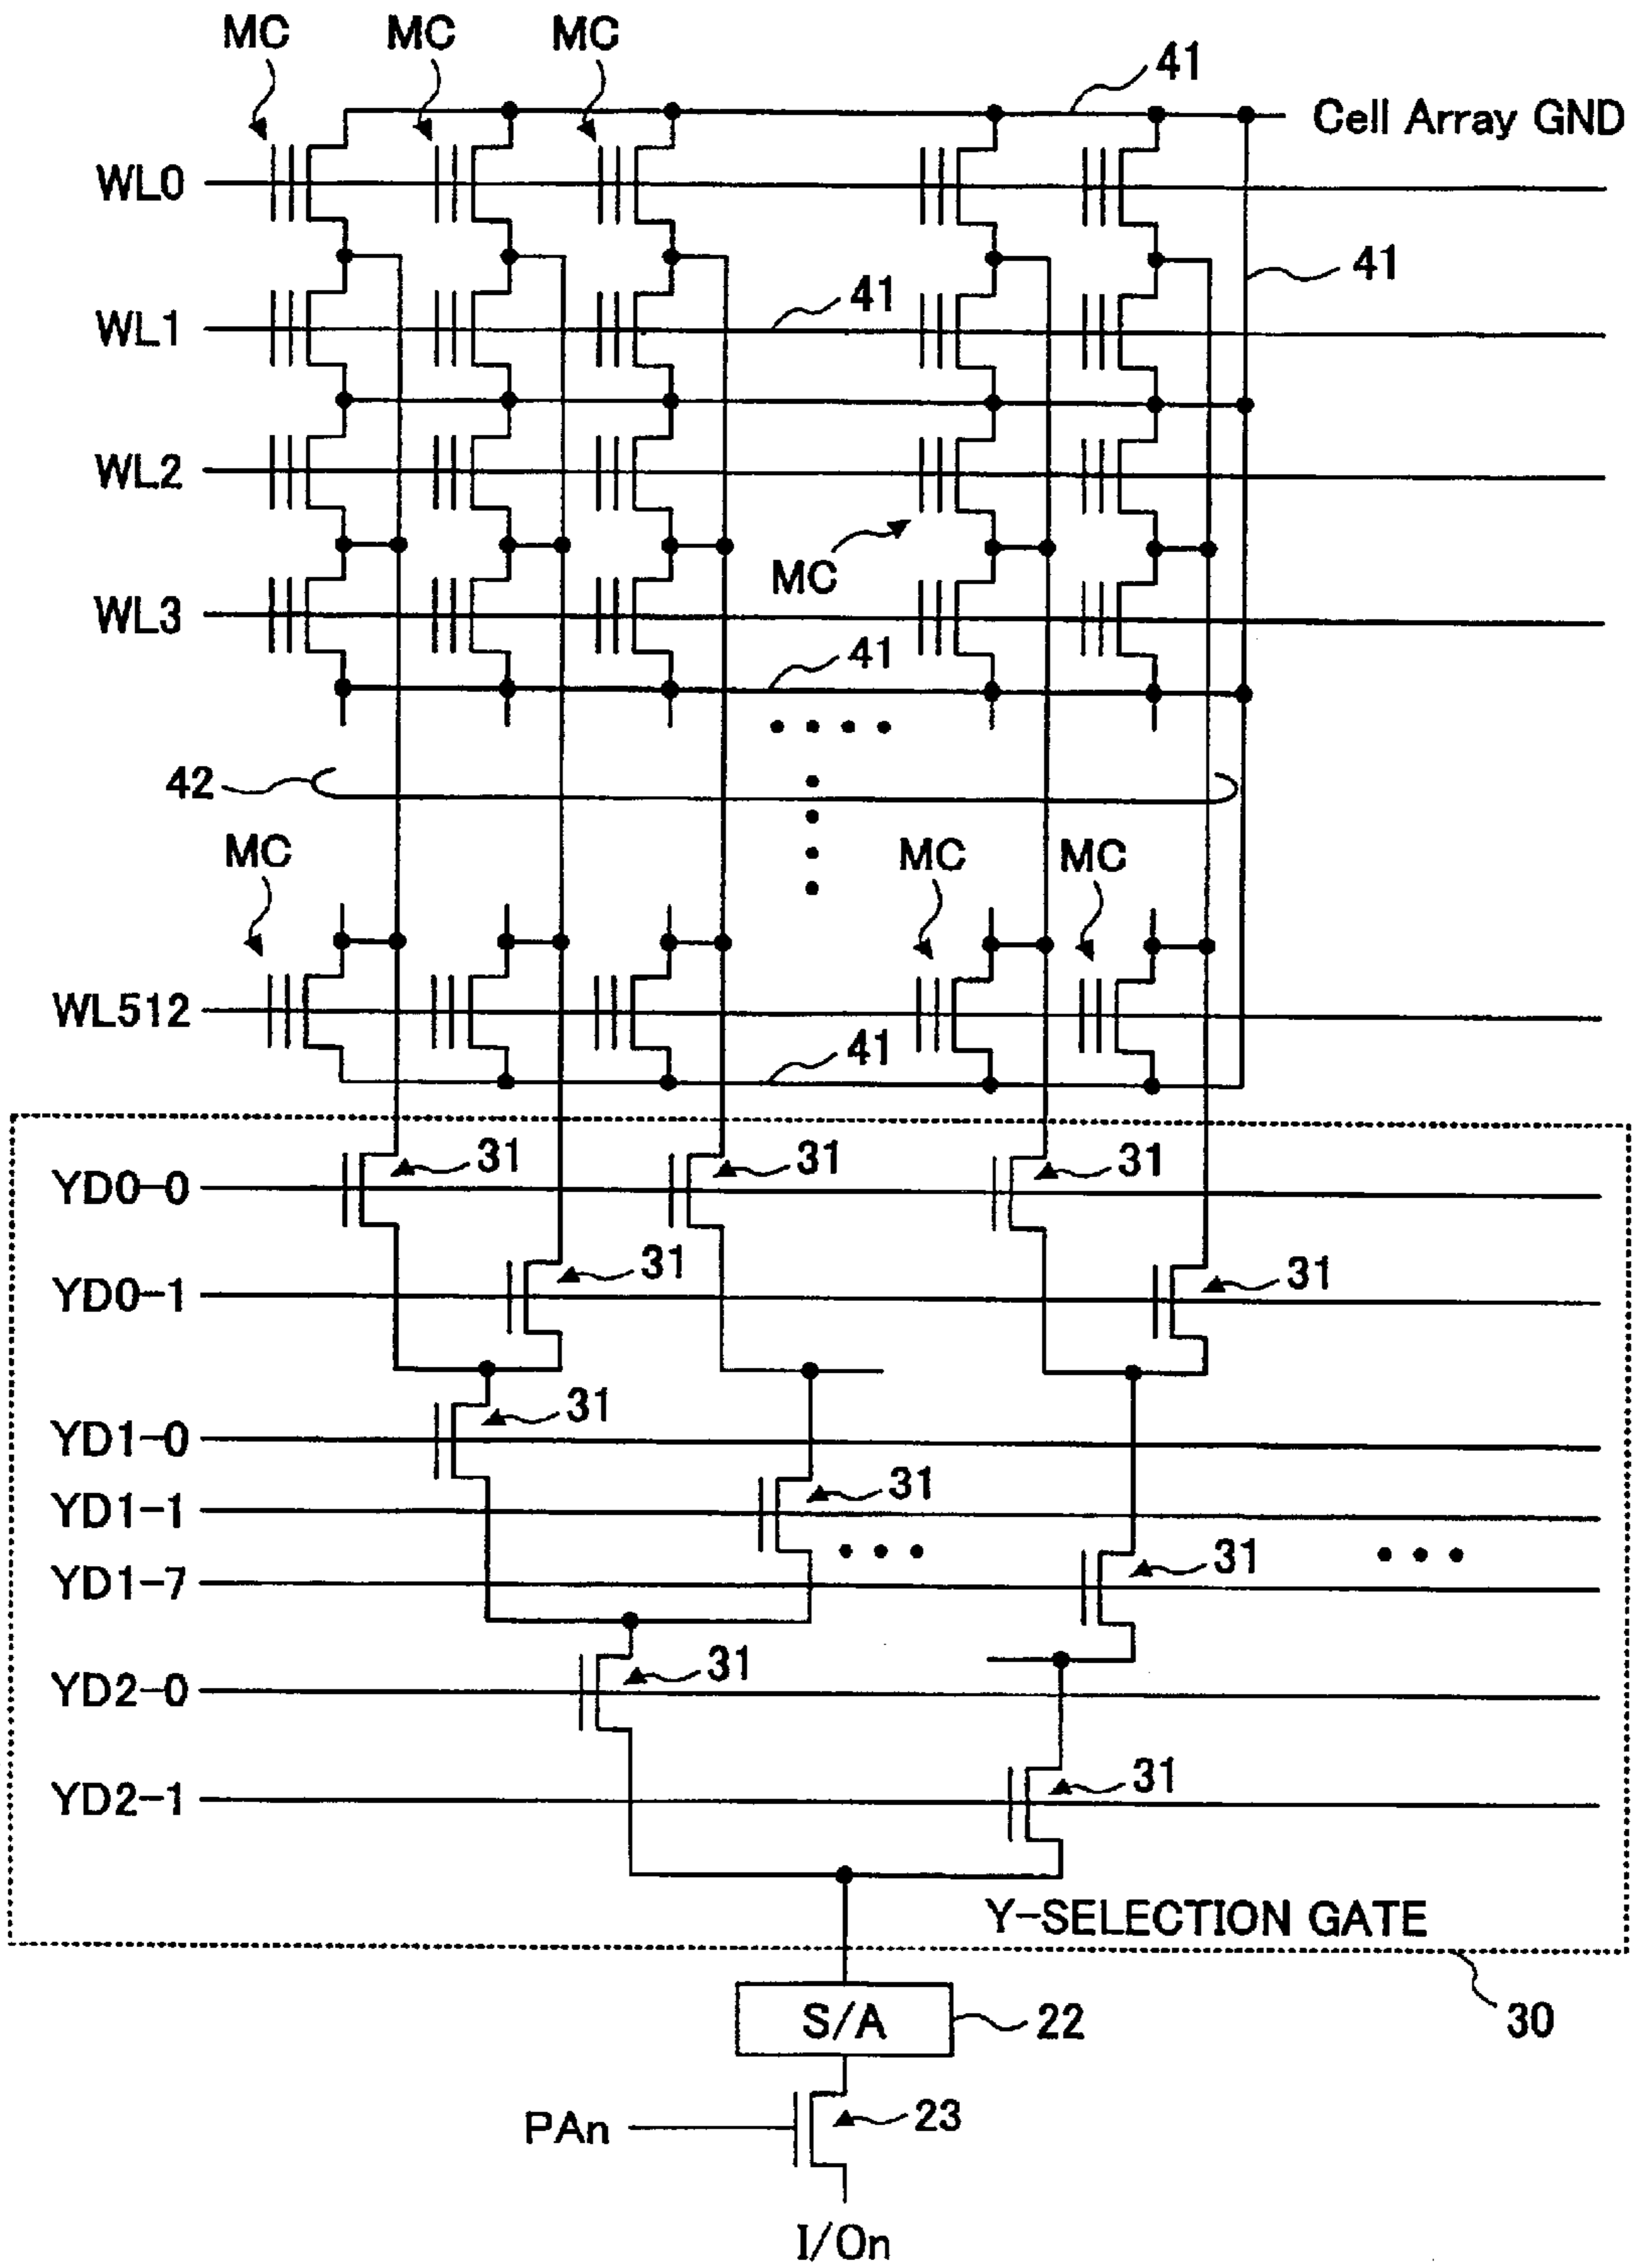 MC MC MC
41
Cell Array GND
WL0
41
WL1
41
WL2
MC
WL3
41
42
MC MC MC
WL512
41
YD0-0
31 31 31
YD0-1
31 31
YD1-0
31
YD1-1
31
YD1-7
31
YD2-0
31
YD2-1
31
Y-SELECTION GATE
30
S/A
22
PAn
23
I/On